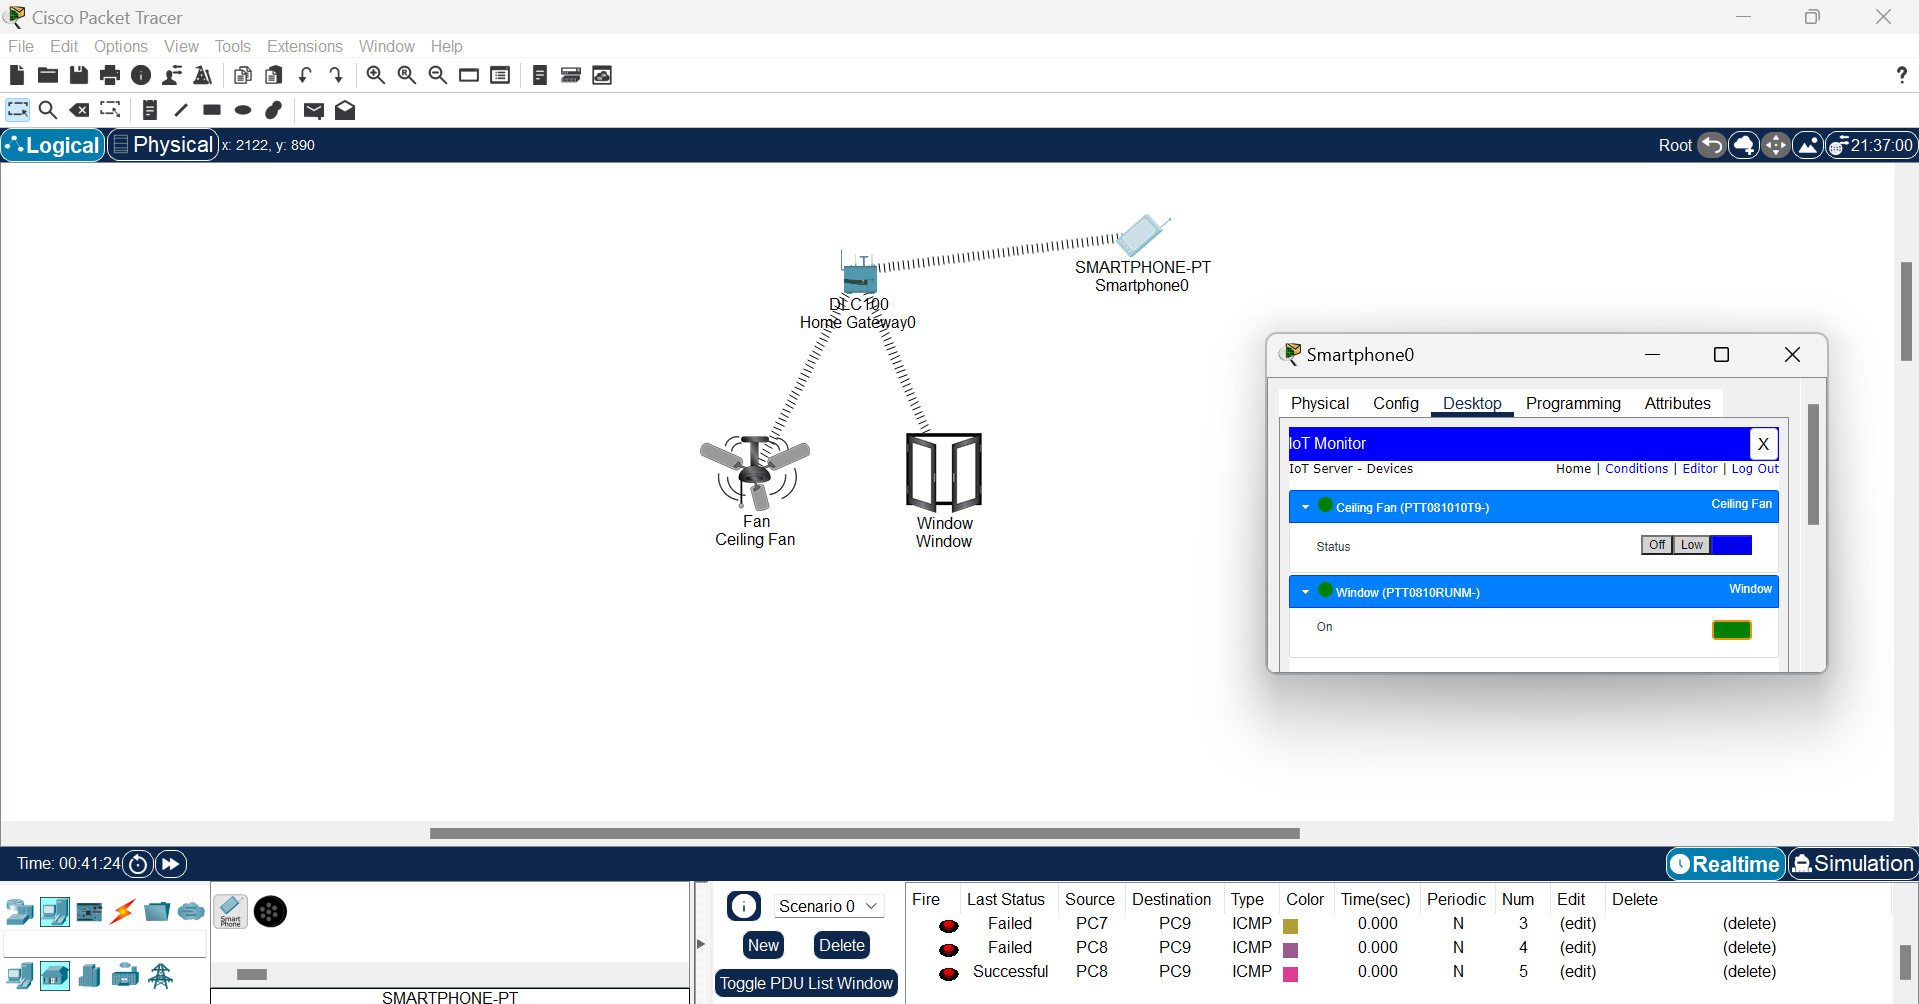 Cisco Packet Tracer
File Edit Options View Tools Extensions Window Help
?
Logical Physical x: 2122, y: 890 Root 21:37:00
SMARTPHONE-PT
Smartphone0
DLC100
Home Gateway0
Fan
Ceiling Fan
Window
Window
Smartphone0
Physical Config Desktop Programming Attributes
IoT Monitor X
IoT Server - Devices Home | Conditions | Editor | Log Out
Ceiling Fan (PTT081010T9-) Ceiling Fan
Status Off Low
Window (PTT0810RUNM-) Window
On
Time: 00:41:24 Realtime Simulation
Smart
Phone
SMARTPHONE-PT
Scenario 0
New Delete
Toggle PDU List Window
Fire Last Status Source Destination Type Color Time(sec) Periodic Num Edit Delete
Failed PC7 PC9 ICMP 0.000 N 3 (edit) (delete)
Failed PC8 PC9 ICMP 0.000 N 4 (edit) (delete)
Successful PC8 PC9 ICMP 0.000 N 5 (edit) (delete)